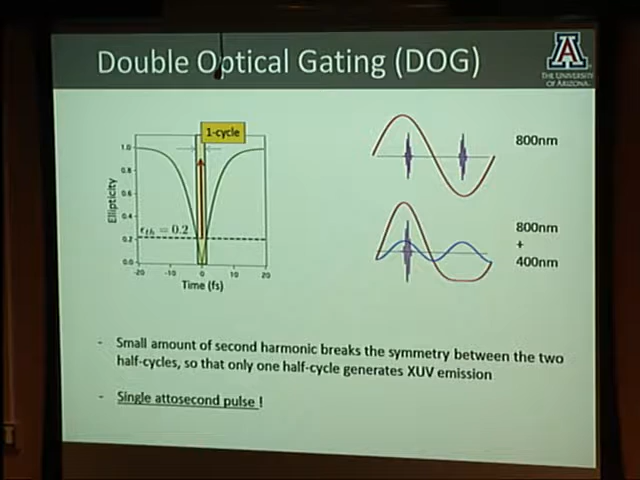 Double Optical Gating (DOG)
A
THE UNIVERSITY
OF ARIZONA
1-cycle
Ellipticity
1.0
0.8
0.6
0.4
0.2
0.0
ϵth = 0.2
-20 -10 0 10 20
Time (fs)
800nm
800nm
+
400nm
- Small amount of second harmonic breaks the symmetry between the two
half-cycles, so that only one half-cycle generates XUV emission
- Single attosecond pulse !